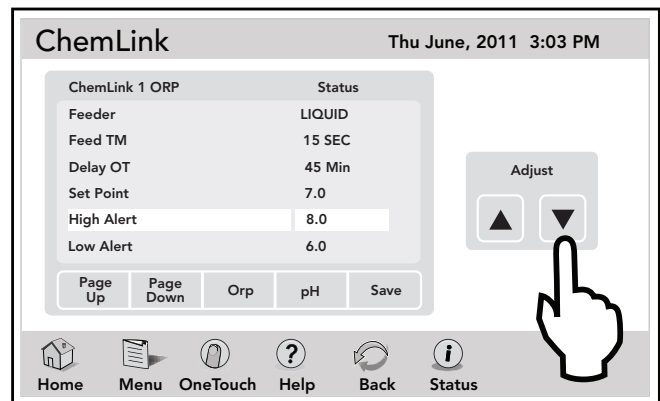 ChemLink Thu June, 2011 3:03 PM
ChemLink 1 ORP Status
Feeder LIQUID
Feed TM 15 SEC
Delay OT 45 Min
Set Point 7.0
High Alert 8.0
Low Alert 6.0
Adjust
Page Up Page Down Orp pH Save
Home Menu OneTouch ? Help Back i Status